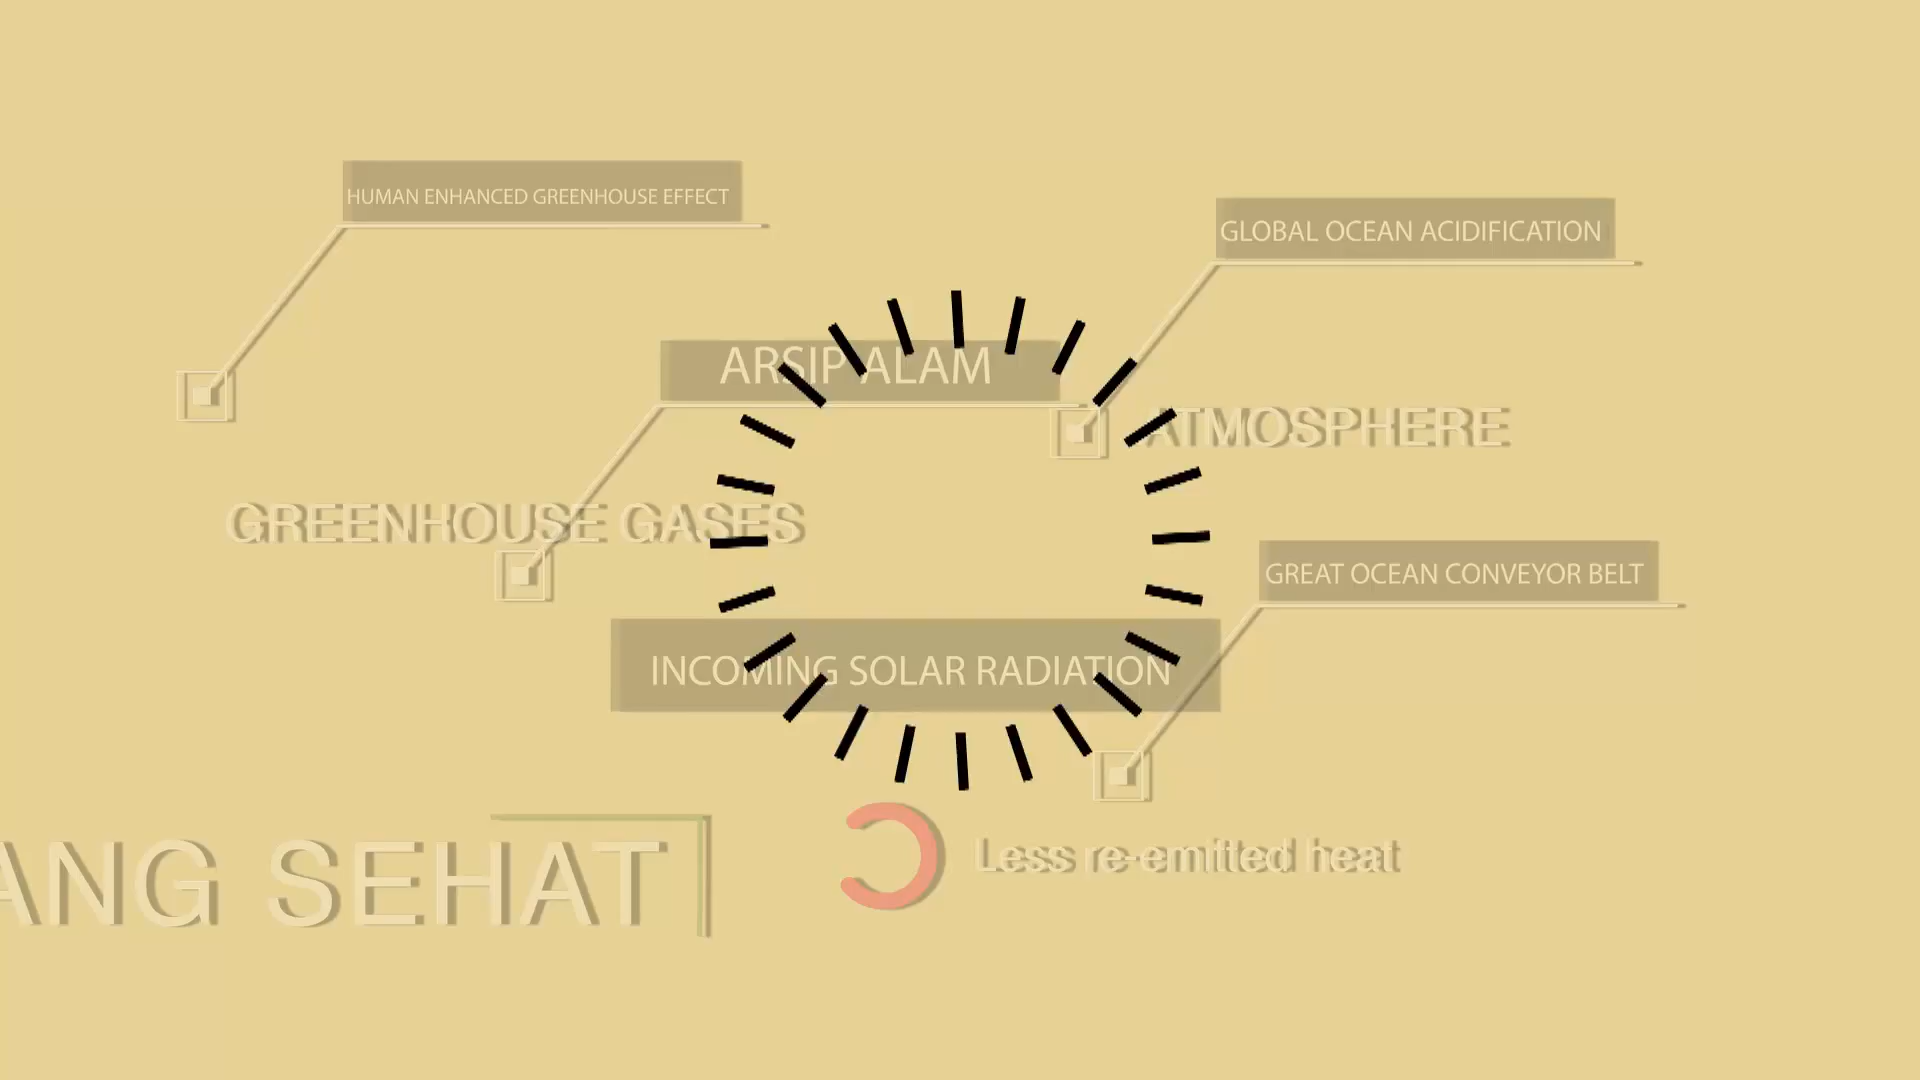 HUMAN ENHANCED GREENHOUSE EFFECT
GLOBAL OCEAN ACIDIFICATION
ARSIP ALAM
ATMOSPHERE
GREENHOUSE GASES
GREAT OCEAN CONVEYOR BELT
INCOMING SOLAR RADIATION
ANG SEHAT
Less re-emitted heat